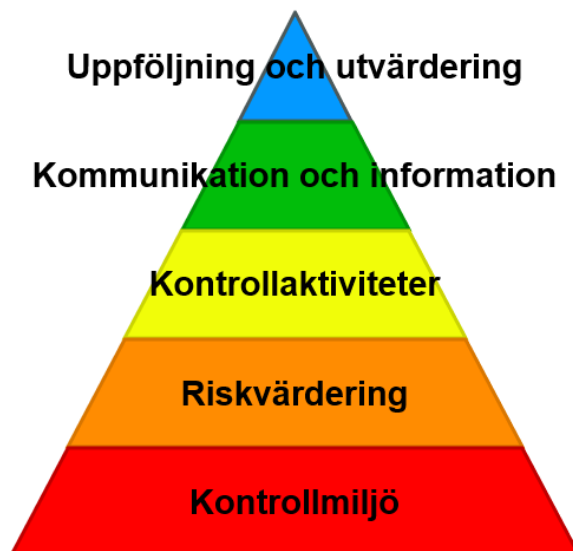 Uppföljning och utvärdering
Kommunikation och information
Kontrollaktiviteter
Riskvärdering
Kontrollmiljö